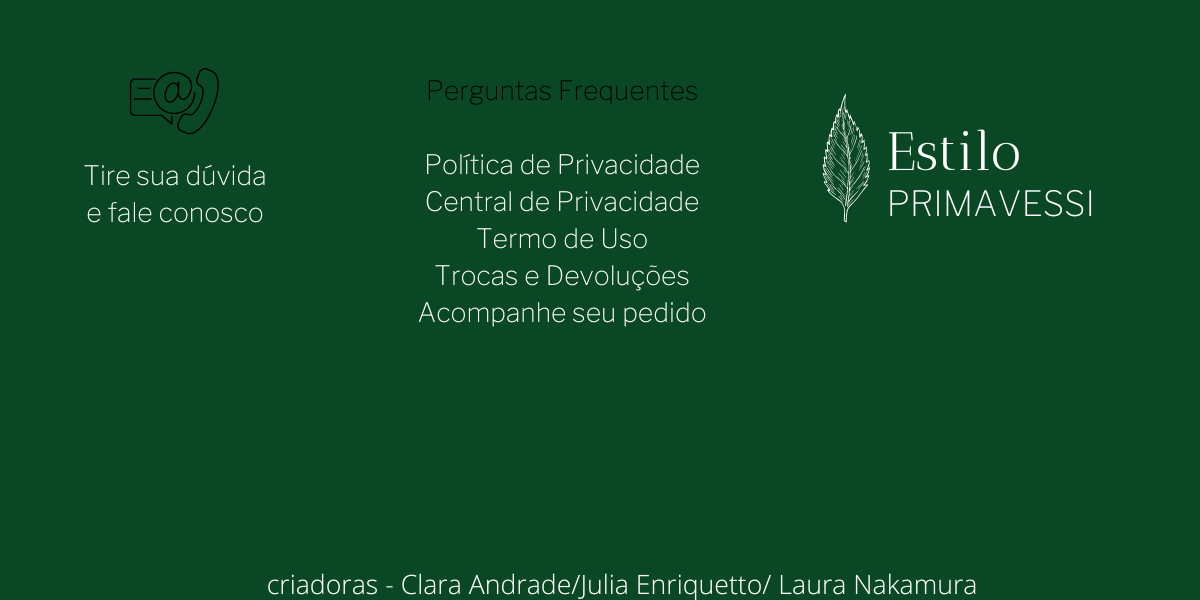 Tire sua dúvida
e fale conosco
Perguntas Frequentes
Política de Privacidade
Central de Privacidade
Termo de Uso
Trocas e Devoluções
Acompanhe seu pedido
Estilo
PRIMAVESSI
criadoras - Clara Andrade/Julia Enriquetto/ Laura Nakamura